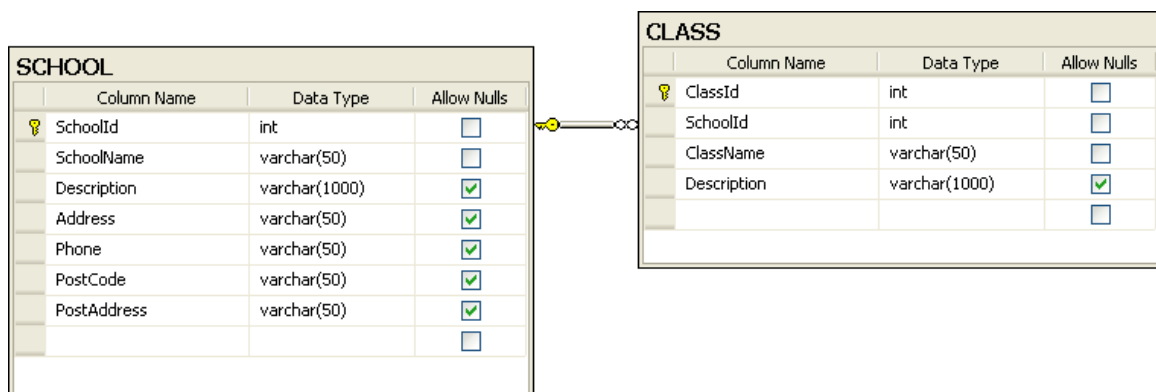 SCHOOL
Column Name Data Type Allow Nulls
SchoolId int
SchoolName varchar(50)
Description varchar(1000)
Address varchar(50)
Phone varchar(50)
PostCode varchar(50)
PostAddress varchar(50)
CLASS
Column Name Data Type Allow Nulls
ClassId int
SchoolId int
ClassName varchar(50)
Description varchar(1000)